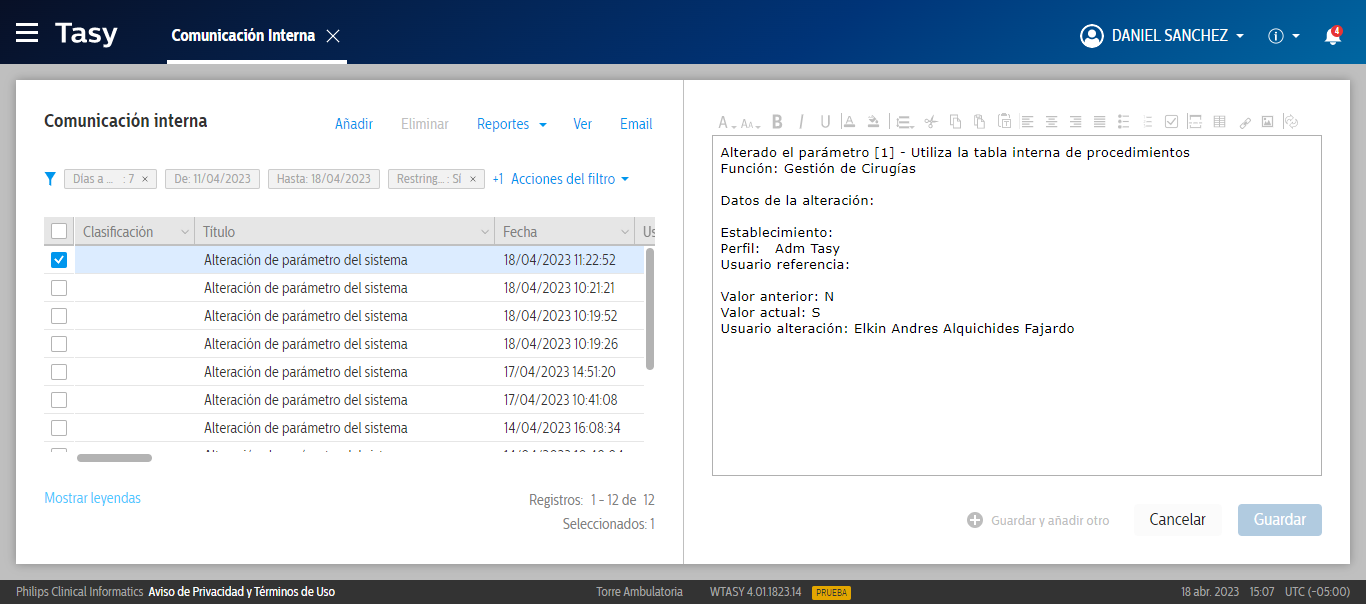 Tasy
Comunicación Interna
DANIEL SANCHEZ
4
Comunicación interna
Añadir
Eliminar
Reportes
Ver
Email
Días a ... : 7 ×
De: 11/04/2023
Hasta: 18/04/2023
Restring... : Sí ×
+1
Acciones del filtro
Clasificación
Título
Fecha
Us
Alteración de parámetro del sistema 18/04/2023 11:22:52
Alteración de parámetro del sistema 18/04/2023 10:21:21
Alteración de parámetro del sistema 18/04/2023 10:19:52
Alteración de parámetro del sistema 18/04/2023 10:19:26
Alteración de parámetro del sistema 17/04/2023 14:51:20
Alteración de parámetro del sistema 17/04/2023 10:41:08
Alteración de parámetro del sistema 14/04/2023 16:08:34
Mostrar leyendas
Registros: 1 - 12 de 12
Seleccionados: 1
Alterado el parámetro [1] - Utiliza la tabla interna de procedimientos
Función: Gestión de Cirugías
Datos de la alteración:
Establecimiento:
Perfil: Adm Tasy
Usuario referencia:
Valor anterior: N
Valor actual: S
Usuario alteración: Elkin Andres Alquichides Fajardo
Guardar y añadir otro
Cancelar
Guardar
Philips Clinical Informatics Aviso de Privacidad y Términos de Uso
Torre Ambulatoria
WTASY 4.01.1823.14
PRUEBA
18 abr. 2023 15:07 UTC (-05:00)